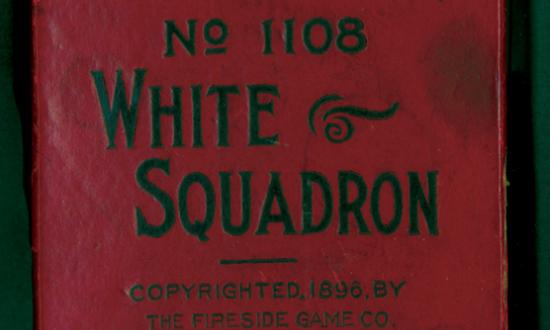 No 1108
WHITE
SQUADRON
COPYRIGHTED, 1896, BY
THE FIRESIDE GAME CO.